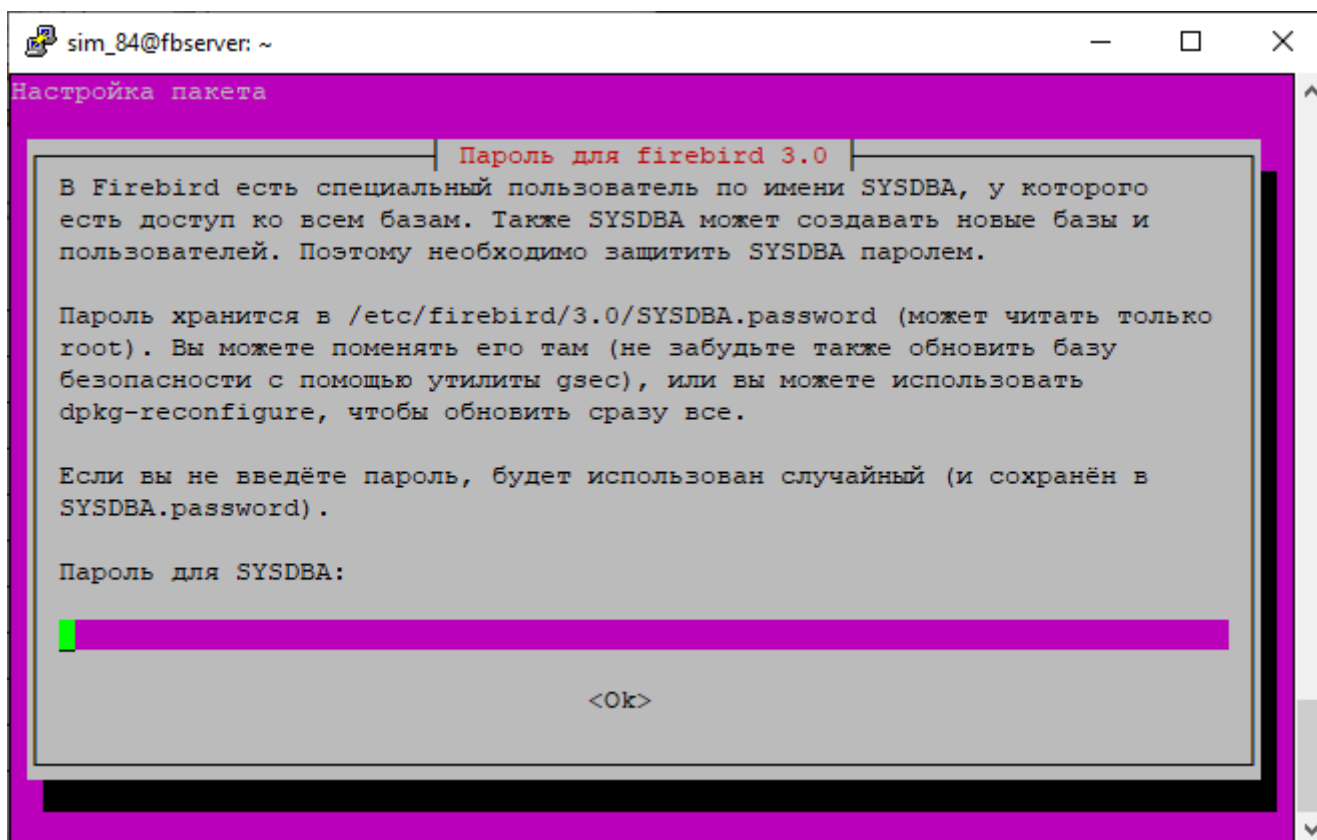 sim_84@fbserver: ~
Настройка пакета
Пароль для firebird 3.0
В Firebird есть специальный пользователь по имени SYSDBA, у которого
есть доступ ко всем базам. Также SYSDBA может создавать новые базы и
пользователей. Поэтому необходимо защитить SYSDBA паролем.
Пароль хранится в /etc/firebird/3.0/SYSDBA.password (может читать только
root). Вы можете поменять его там (не забудьте также обновить базу
безопасности с помощью утилиты gsec), или вы можете использовать
dpkg-reconfigure, чтобы обновить сразу все.
Если вы не введёте пароль, будет использован случайный (и сохранён в
SYSDBA.password).
Пароль для SYSDBA:
<Ok>